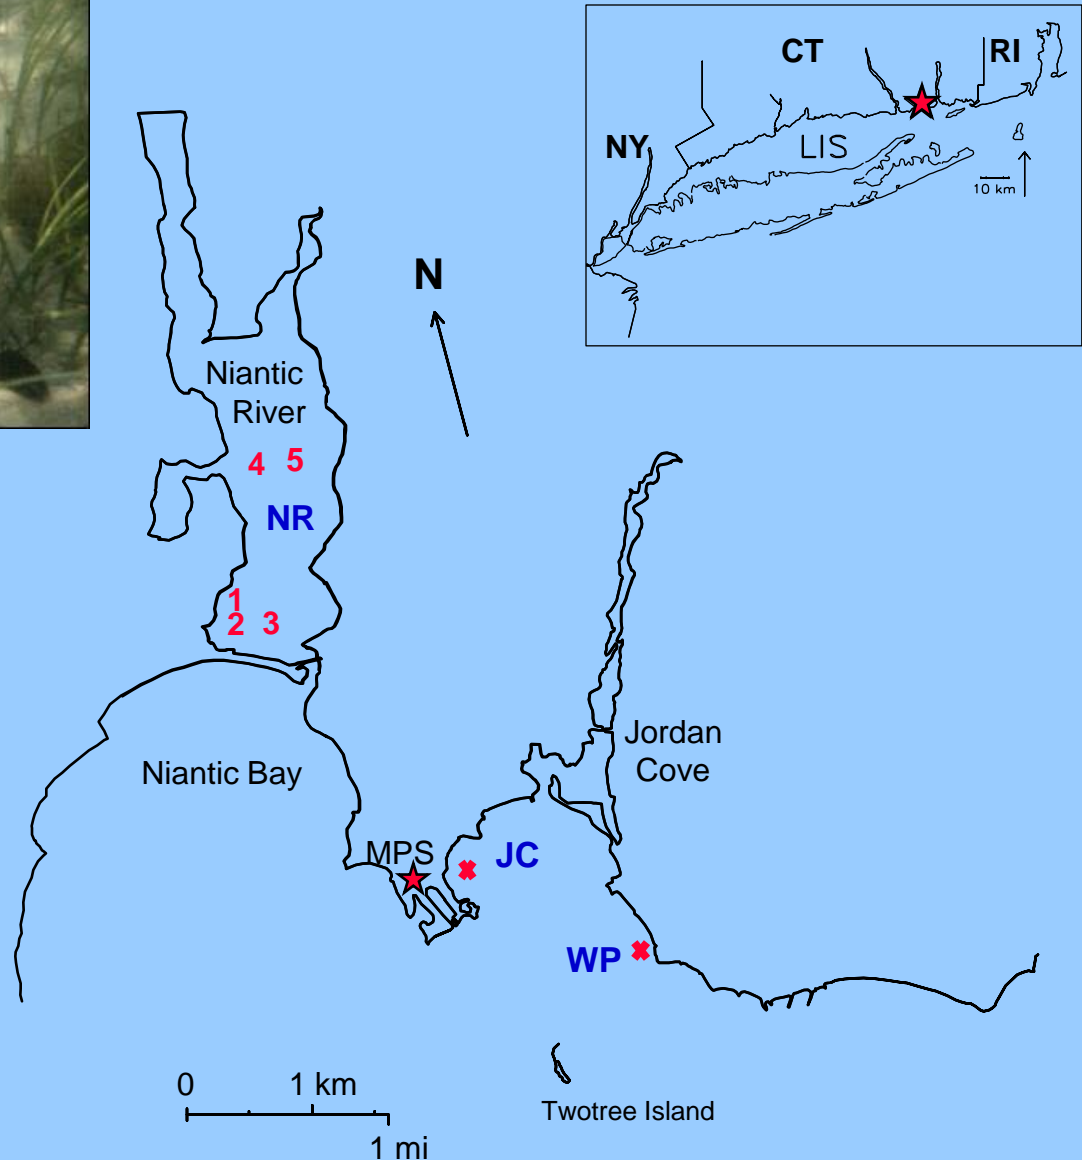 CT
RI
NY
LIS
10 km
N
Niantic
River
4 5
NR
1
2 3
Jordan
Cove
Niantic Bay
MPS
JC
WP
0 1 km
1 mi
Twotree Island